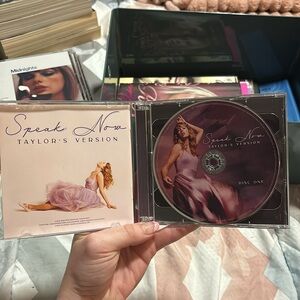 Midnights
Speak Now
TAYLOR'S VERSION
Speak Now
TAYLOR'S VERSION
DISC ONE